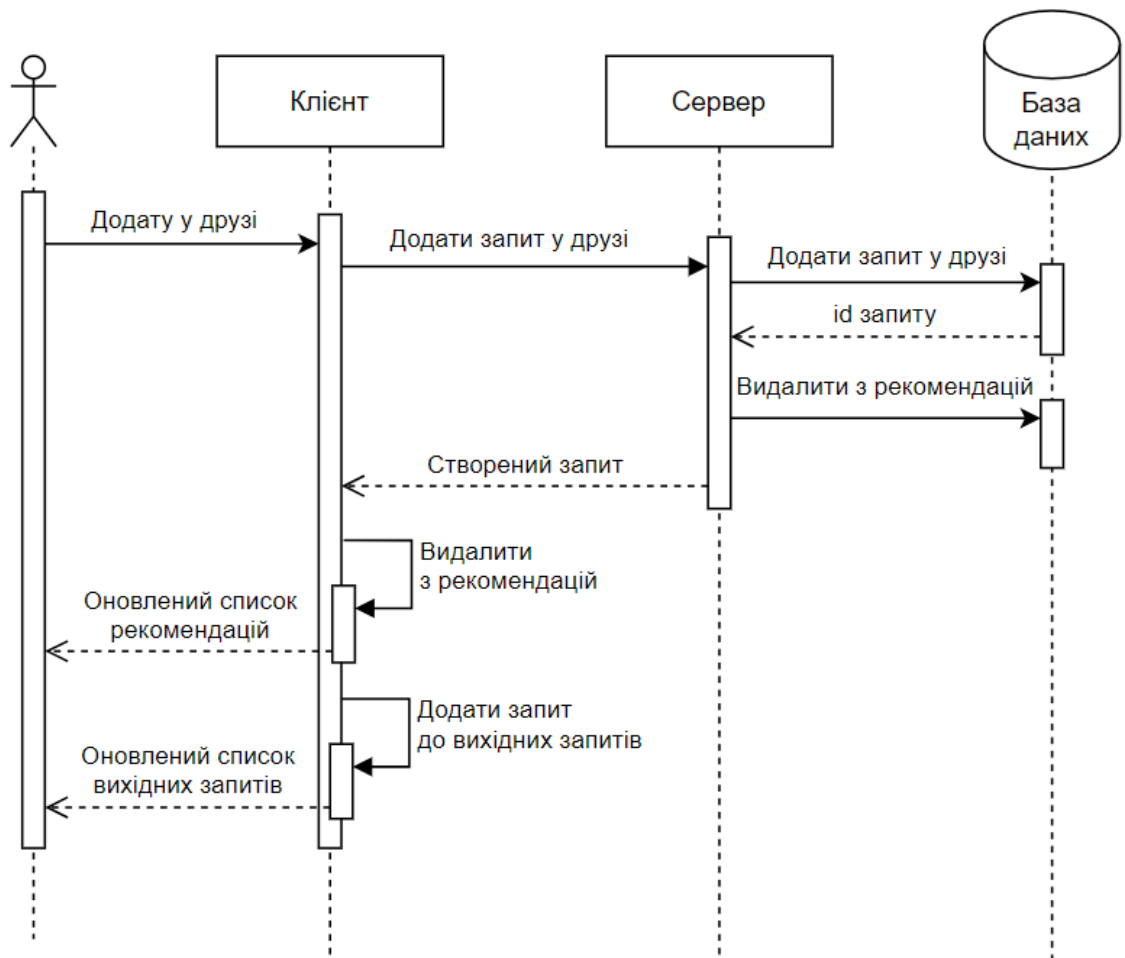 Клієнт
Сервер
База
даних
Додату у друзі
Додати запит у друзі
Додати запит у друзі
id запиту
Видалити з рекомендацій
Створений запит
Видалити
з рекомендацій
Оновлений список
рекомендацій
Додати запит
до вихідних запитів
Оновлений список
вихідних запитів